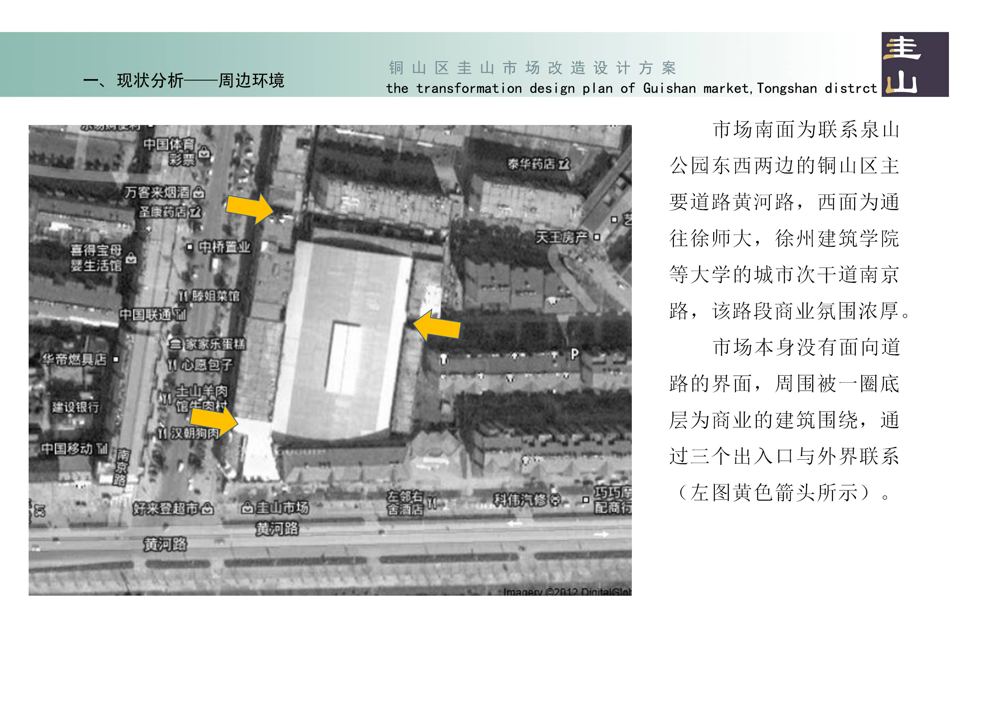 圭山
铜山区圭山市场改造设计方案
一、现状分析——周边环境
the transformation design plan of Guishan market,Tongshan distrct
市场南面为联系泉山
公园东西两边的铜山区主
要道路黄河路，西面为通
往徐师大，徐州建筑学院
等大学的城市次干道南京
路，该路段商业氛围浓厚。
市场本身没有面向道
路的界面，周围被一圈底
层为商业的建筑围绕，通
过三个出入口与外界联系
（左图黄色箭头所示）。
中国体育
彩票
泰华药店
万客来烟酒
圣康药店
天王房产
中桥置业
喜得宝母
婴生活馆
滕姐菜馆
中国联通
家家乐蛋糕
华帝燃具店
心愿包子
P
士山羊肉
馆牛肉村
建设银行
汉朝狗肉
中国移动
南京路
左邻右
舍酒店
科伟汽修
巧巧摩
配商行
好来登超市
圭山市场
黄河路
黄河路
Imagery ©2012 DigitalGlob